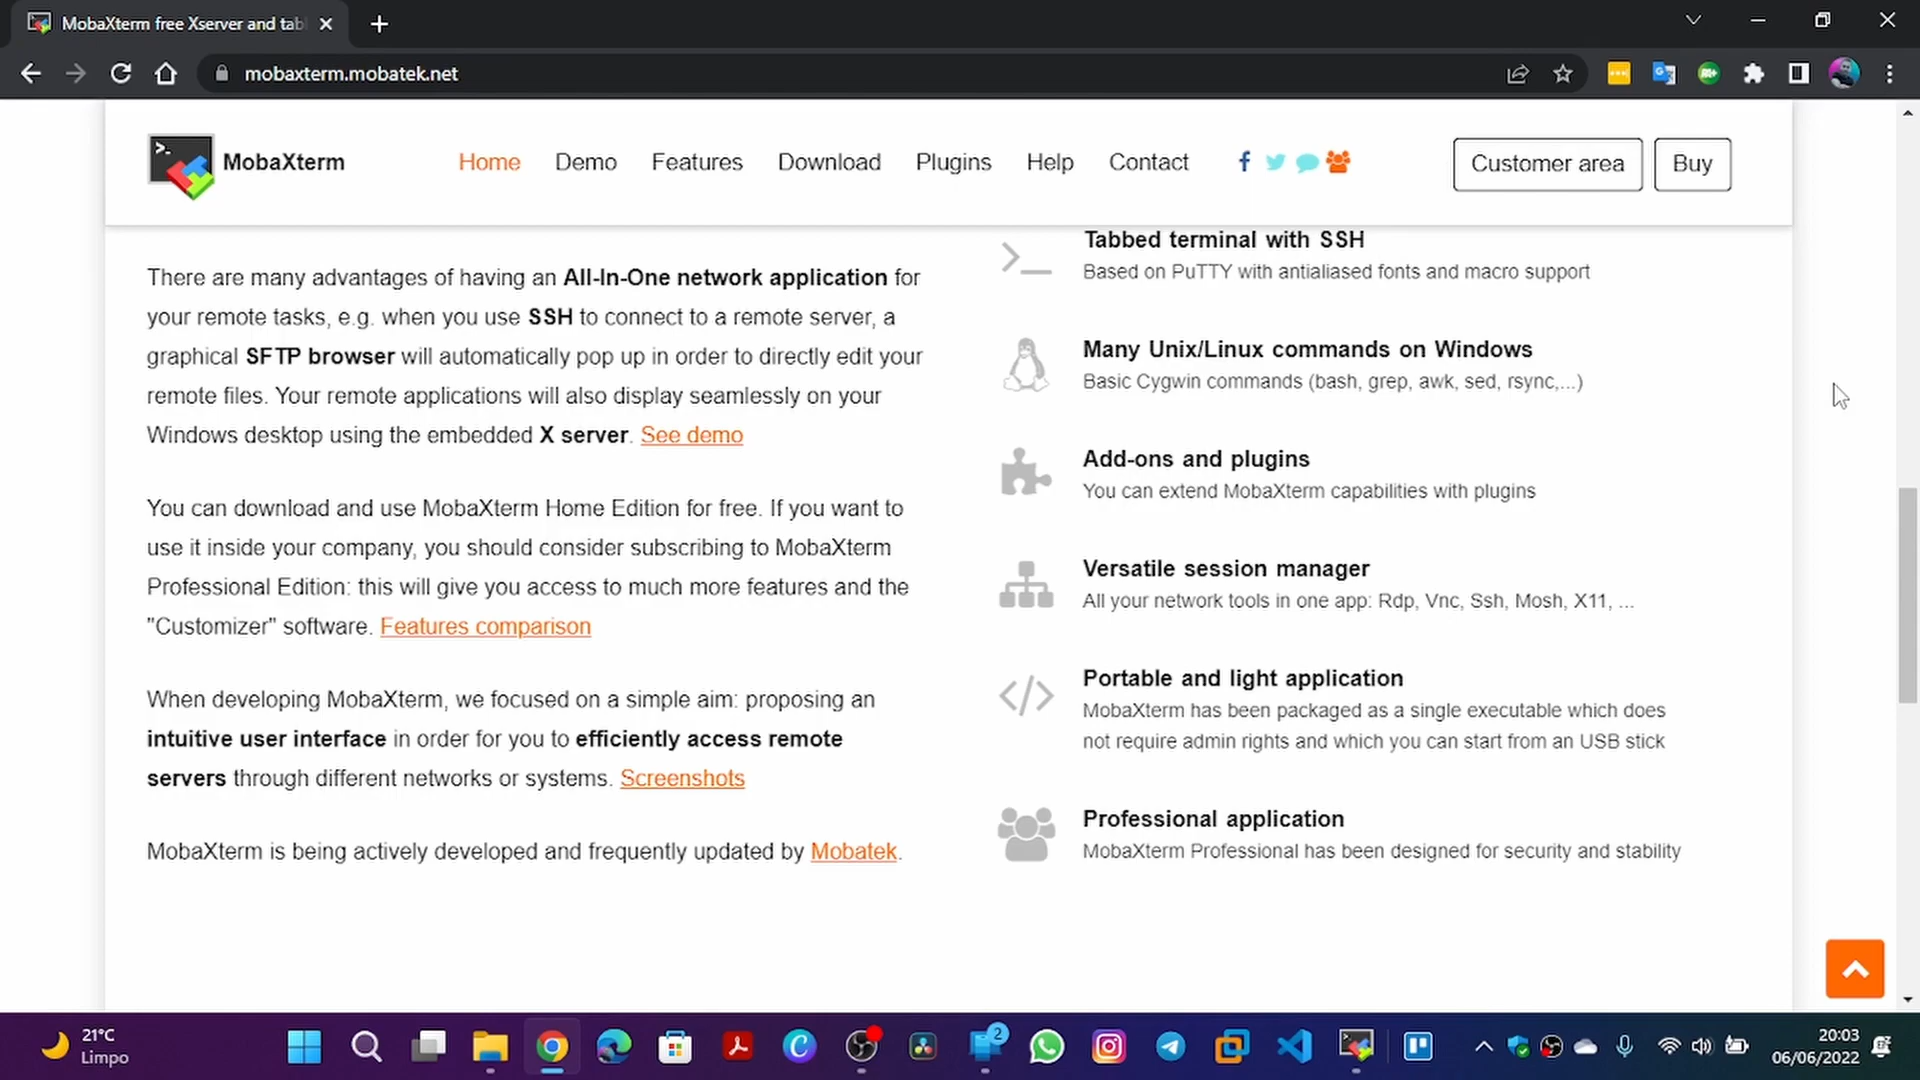 MobaXterm free Xserver and tab
mobaxterm.mobatek.net
MobaXterm
Home
Demo
Features
Download
Plugins
Help
Contact
Customer area
Buy
There are many advantages of having an All-In-One network application for
your remote tasks, e.g. when you use SSH to connect to a remote server, a
graphical SFTP browser will automatically pop up in order to directly edit your
remote files. Your remote applications will also display seamlessly on your
Windows desktop using the embedded X server. See demo
You can download and use MobaXterm Home Edition for free. If you want to
use it inside your company, you should consider subscribing to MobaXterm
Professional Edition: this will give you access to much more features and the
"Customizer" software. Features comparison
When developing MobaXterm, we focused on a simple aim: proposing an
intuitive user interface in order for you to efficiently access remote
servers through different networks or systems. Screenshots
MobaXterm is being actively developed and frequently updated by Mobatek.
Tabbed terminal with SSH
Based on PuTTY with antialiased fonts and macro support
Many Unix/Linux commands on Windows
Basic Cygwin commands (bash, grep, awk, sed, rsync,...)
Add-ons and plugins
You can extend MobaXterm capabilities with plugins
Versatile session manager
All your network tools in one app: Rdp, Vnc, Ssh, Mosh, X11, ...
Portable and light application
MobaXterm has been packaged as a single executable which does
not require admin rights and which you can start from an USB stick
Professional application
MobaXterm Professional has been designed for security and stability
21°C
Limpo
2
20:03
06/06/2022